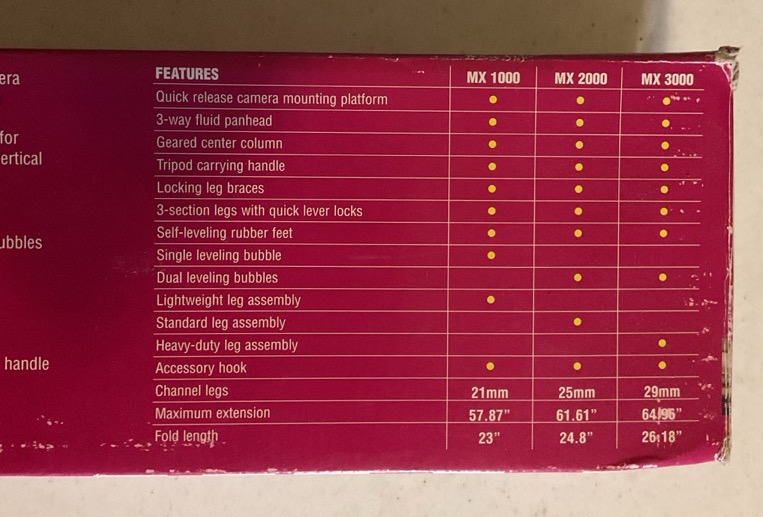 era
for
ertical
ubbles
handle
FEATURES MX 1000 MX 2000 MX 3000
Quick release camera mounting platform • • •
3-way fluid panhead • • •
Geared center column • • •
Tripod carrying handle • • •
Locking leg braces • • •
3-section legs with quick lever locks • • •
Self-leveling rubber feet • • •
Single leveling bubble •
Dual leveling bubbles • •
Lightweight leg assembly •
Standard leg assembly •
Heavy-duty leg assembly •
Accessory hook • • •
Channel legs 21mm 25mm 29mm
Maximum extension 57.87" 61.61" 64.96"
Fold length 23" 24.8" 26.18"